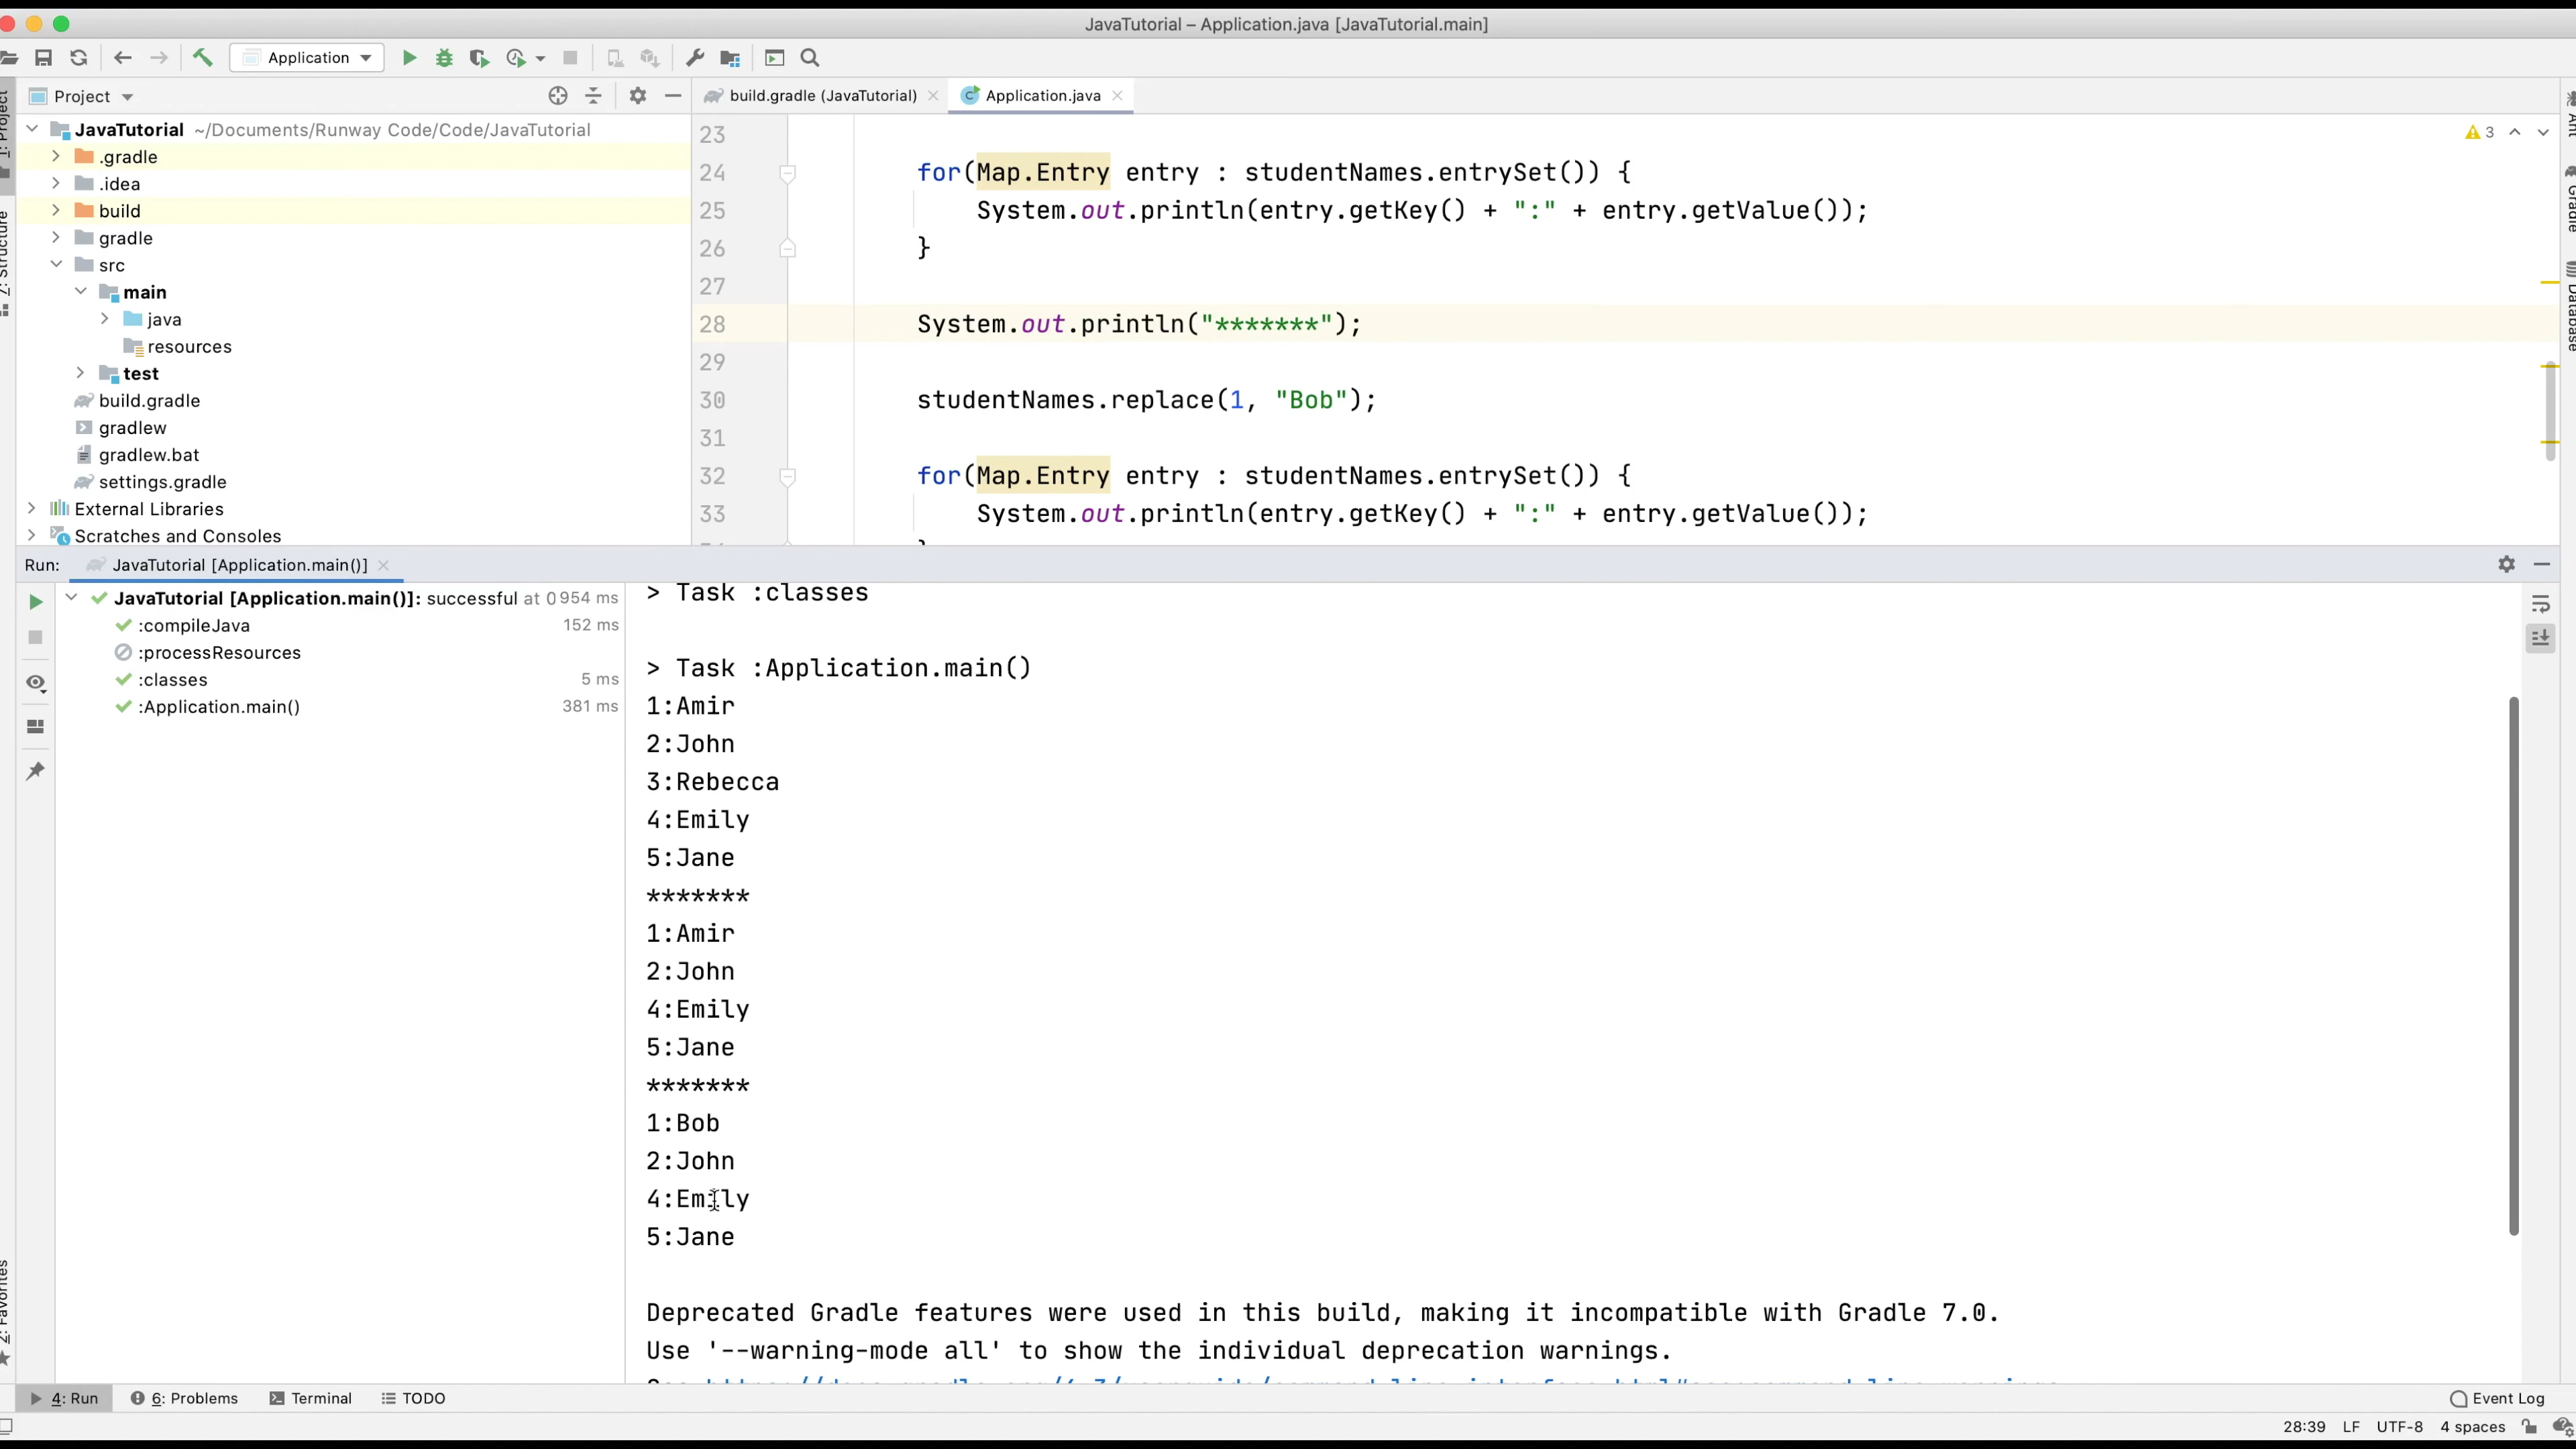 JavaTutorial – Application.java [JavaTutorial.main]
Application
Project
build.gradle (JavaTutorial)
Application.java
1: Project
Z: Structure
2: Favorites
JavaTutorial ~/Documents/Runway Code/Code/JavaTutorial
.gradle
.idea
build
gradle
src
main
java
resources
test
build.gradle
gradlew
gradlew.bat
settings.gradle
External Libraries
Scratches and Consoles
23
24 for(Map.Entry entry : studentNames.entrySet()) {
25 System.out.println(entry.getKey() + ":" + entry.getValue());
26 }
27
28 System.out.println("*******");
29
30 studentNames.replace(1, "Bob");
31
32 for(Map.Entry entry : studentNames.entrySet()) {
33 System.out.println(entry.getKey() + ":" + entry.getValue());
3
Ant
Gradle
Database
Run: JavaTutorial [Application.main()]
JavaTutorial [Application.main()]: successful at 0 954 ms
:compileJava 152 ms
:processResources
:classes 5 ms
:Application.main() 381 ms
> Task :classes
> Task :Application.main()
1:Amir
2:John
3:Rebecca
4:Emily
5:Jane
*******
1:Amir
2:John
4:Emily
5:Jane
*******
1:Bob
2:John
4:Emily
5:Jane
Deprecated Gradle features were used in this build, making it incompatible with Gradle 7.0.
Use '--warning-mode all' to show the individual deprecation warnings.
4: Run
6: Problems
Terminal
TODO
Event Log
28:39 LF UTF-8 4 spaces